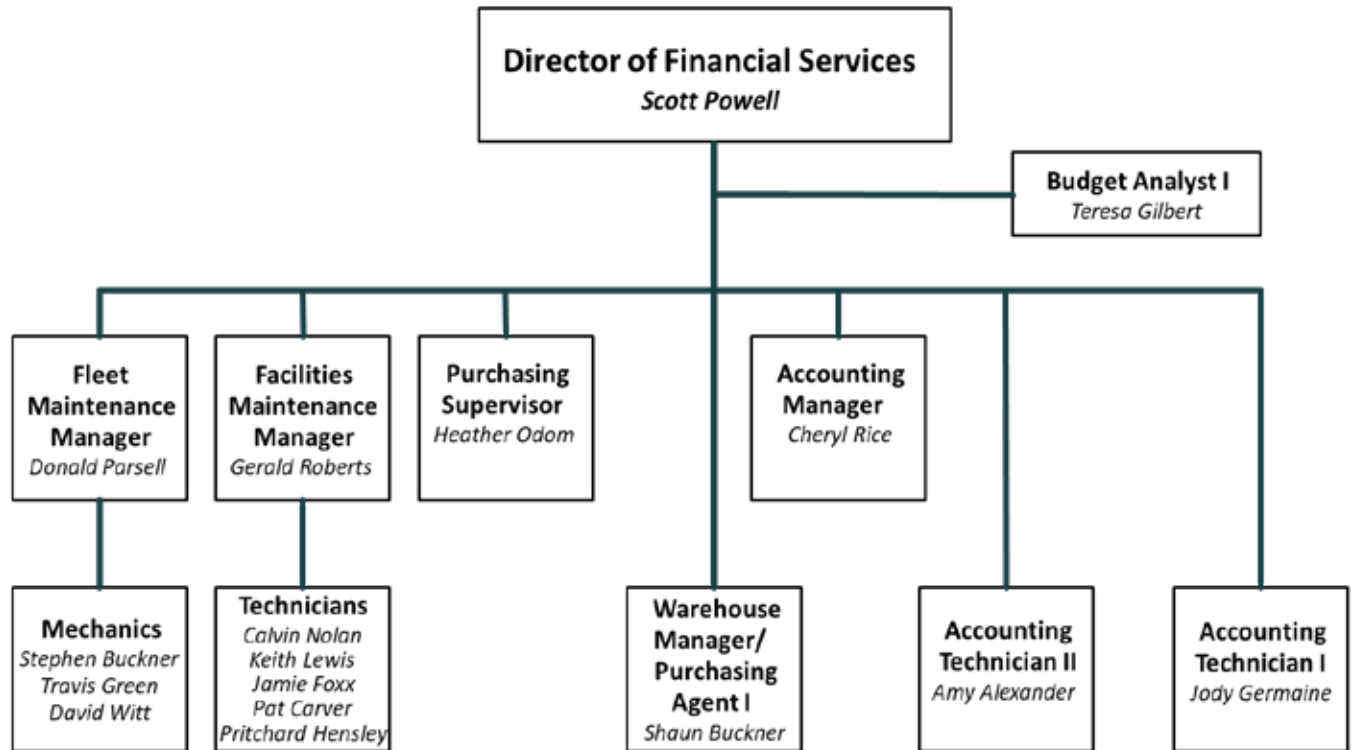 Director of Financial Services
Scott Powell
Budget Analyst I
Teresa Gilbert
Fleet
Maintenance
Manager
Donald Parsell
Facilities
Maintenance
Manager
Gerald Roberts
Purchasing
Supervisor
Heather Odom
Accounting
Manager
Cheryl Rice
Mechanics
Stephen Buckner
Travis Green
David Witt
Technicians
Calvin Nolan
Keith Lewis
Jamie Foxx
Pat Carver
Pritchard Hensley
Warehouse
Manager/
Purchasing
Agent I
Shaun Buckner
Accounting
Technician II
Amy Alexander
Accounting
Technician I
Jody Germaine